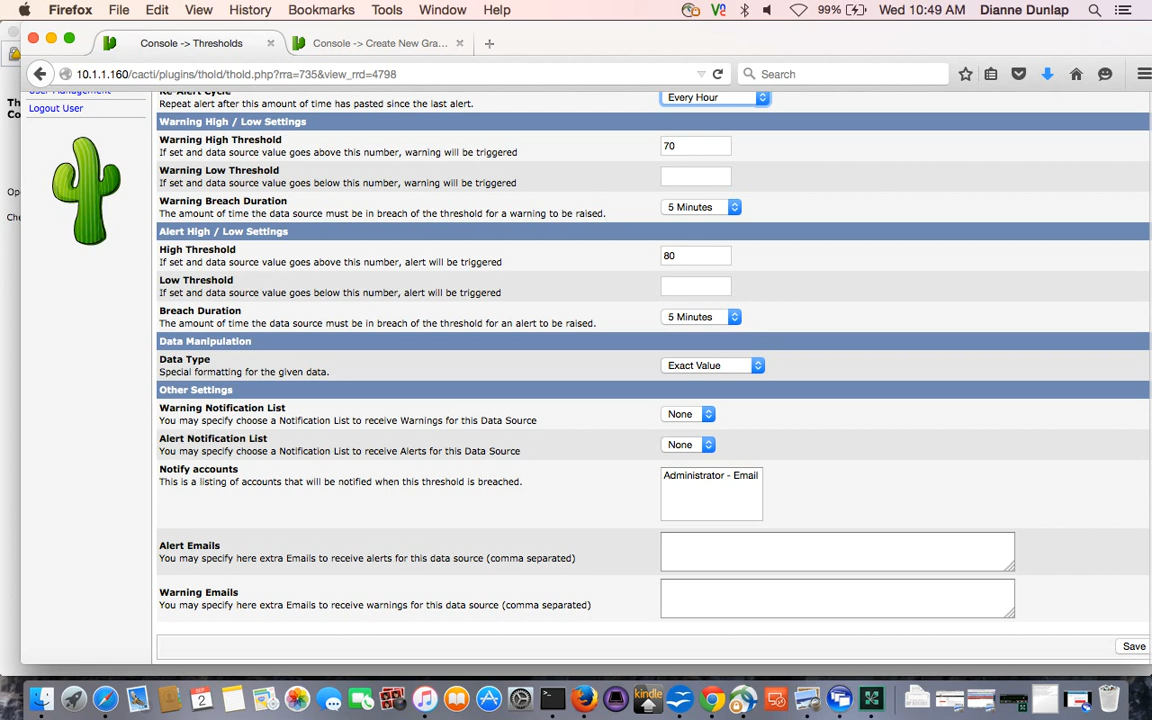 Firefox File Edit View History Bookmarks Tools Window Help 99% Wed 10:49 AM Dianne Dunlap
Console -> Thresholds × Console -> Create New Gra... × +
10.1.1.160/cacti/plugins/thold/thold.php?rra=735&view_rrd=4798 Search
User Management
Logout User
Re-Alert Cycle
Repeat alert after this amount of time has pasted since the last alert. Every Hour
Warning High / Low Settings
Warning High Threshold
If set and data source value goes above this number, warning will be triggered 70
Warning Low Threshold
If set and data source value goes below this number, warning will be triggered
Warning Breach Duration
The amount of time the data source must be in breach of the threshold for a warning to be raised. 5 Minutes
Alert High / Low Settings
High Threshold
If set and data source value goes above this number, alert will be triggered 80
Low Threshold
If set and data source value goes below this number, alert will be triggered
Breach Duration
The amount of time the data source must be in breach of the threshold for an alert to be raised. 5 Minutes
Data Manipulation
Data Type
Special formatting for the given data. Exact Value
Other Settings
Warning Notification List
You may specify choose a Notification List to receive Warnings for this Data Source None
Alert Notification List
You may specify choose a Notification List to receive Alerts for this Data Source None
Notify accounts
This is a listing of accounts that will be notified when this threshold is breached. Administrator - Email
Alert Emails
You may specify here extra Emails to receive alerts for this data source (comma separated)
Warning Emails
You may specify here extra Emails to receive warnings for this data source (comma separated)
Save
kindle